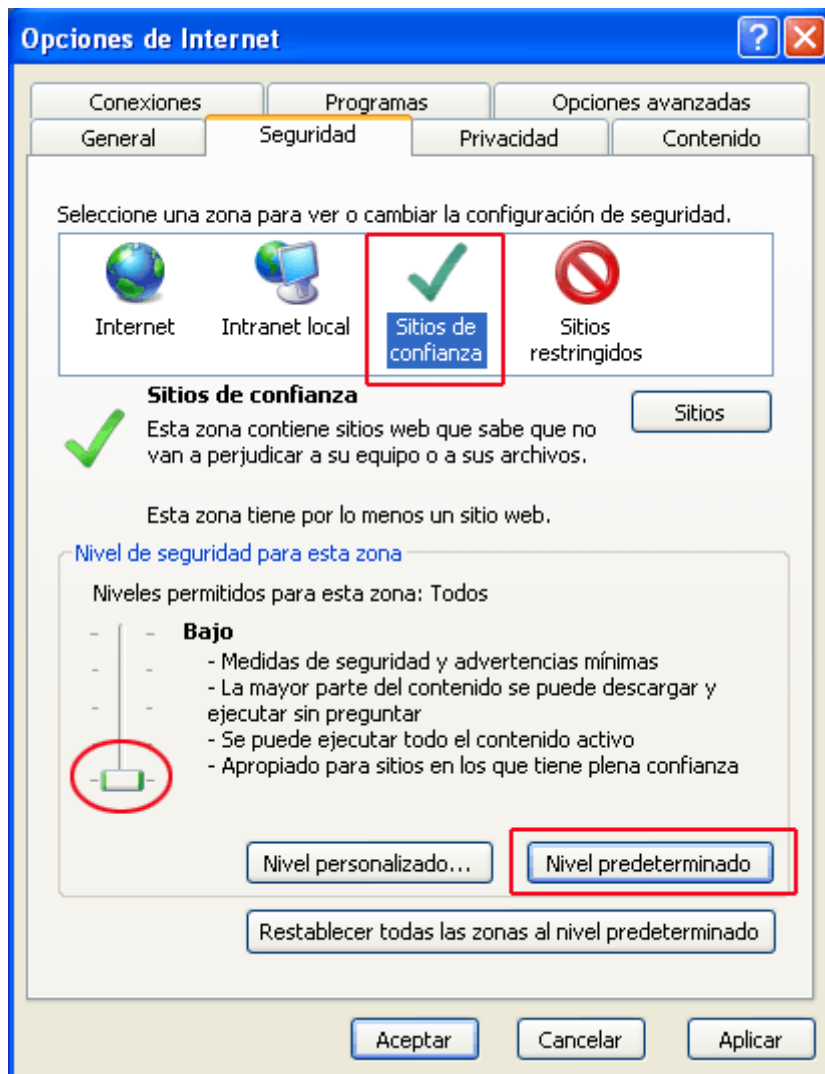 Opciones de Internet
Conexiones Programas Opciones avanzadas
General Seguridad Privacidad Contenido
Seleccione una zona para ver o cambiar la configuración de seguridad.
Internet Intranet local Sitios de Sitios
confianza restringidos
Sitios de confianza
Sitios
Esta zona contiene sitios web que sabe que no
van a perjudicar a su equipo o a sus archivos.
Esta zona tiene por lo menos un sitio web.
Nivel de seguridad para esta zona
Niveles permitidos para esta zona: Todos
Bajo
- Medidas de seguridad y advertencias mínimas
- La mayor parte del contenido se puede descargar y
ejecutar sin preguntar
- Se puede ejecutar todo el contenido activo
- Apropiado para sitios en los que tiene plena confianza
Nivel personalizado... Nivel predeterminado
Restablecer todas las zonas al nivel predeterminado
Aceptar Cancelar Aplicar